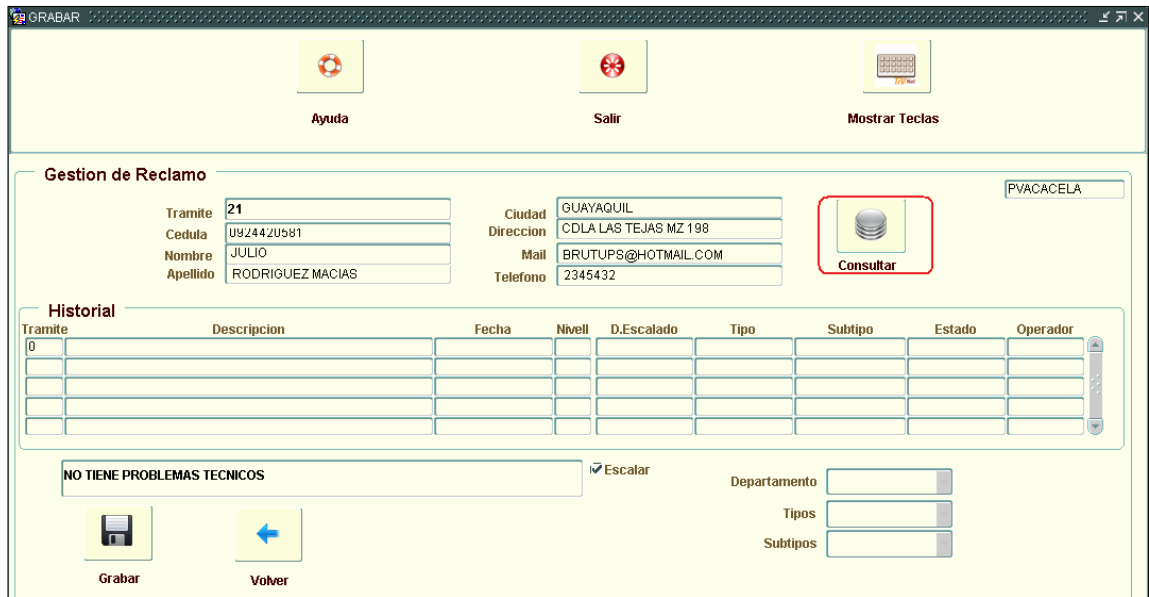 GRABAR
Ayuda
Salir
Mostrar Teclas
Gestion de Reclamo
PVACACELA
Tramite 21
Cedula 0924420581
Nombre JULIO
Apellido RODRIGUEZ MACIAS
Ciudad GUAYAQUIL
Direccion CDLA LAS TEJAS MZ 198
Mail BRUTUPS@HOTMAIL.COM
Telefono 2345432
Consultar
Historial
Tramite Descripcion Fecha Nivell D.Escalado Tipo Subtipo Estado Operador
0
NO TIENE PROBLEMAS TECNICOS
Escalar
Departamento
Tipos
Subtipos
Grabar
Volver